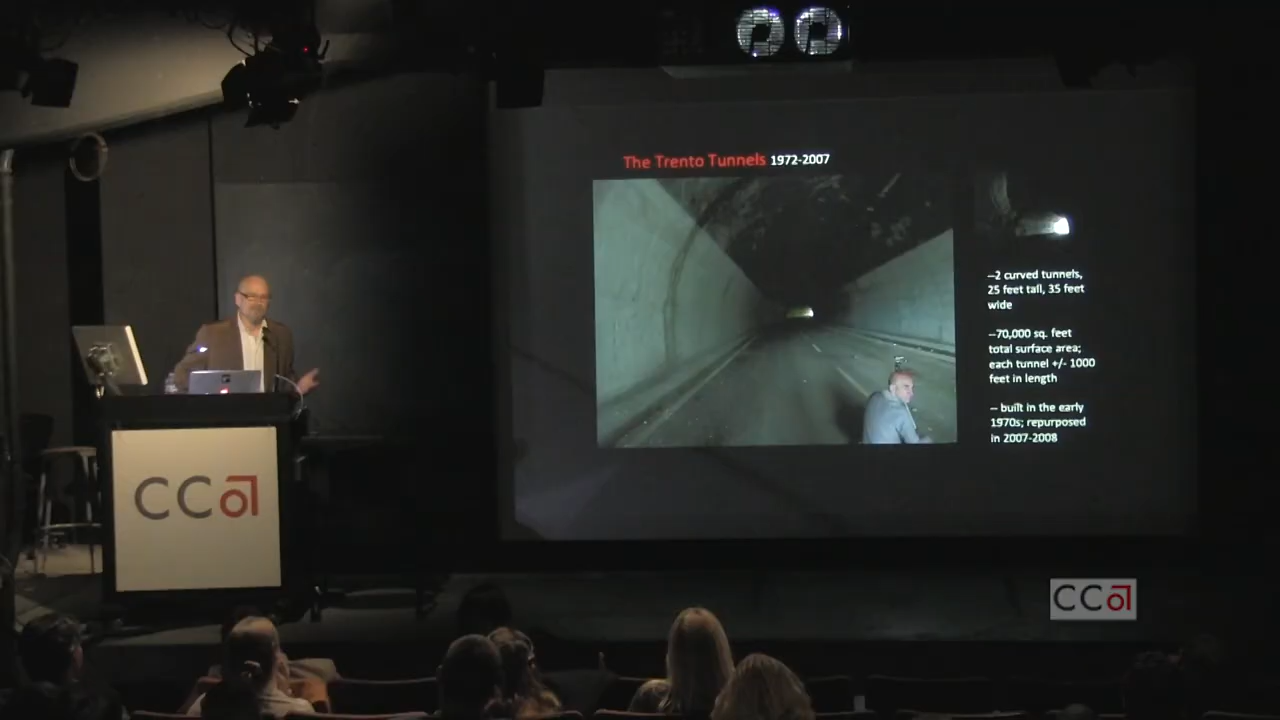 The Trento Tunnels 1972-2007
--2 curved tunnels,
25 feet tall, 35 feet
wide
--70,000 sq. feet
total surface area;
each tunnel +/- 1000
feet in length
-- built in the early
1970s; repurposed
in 2007-2008
CCa
CCa